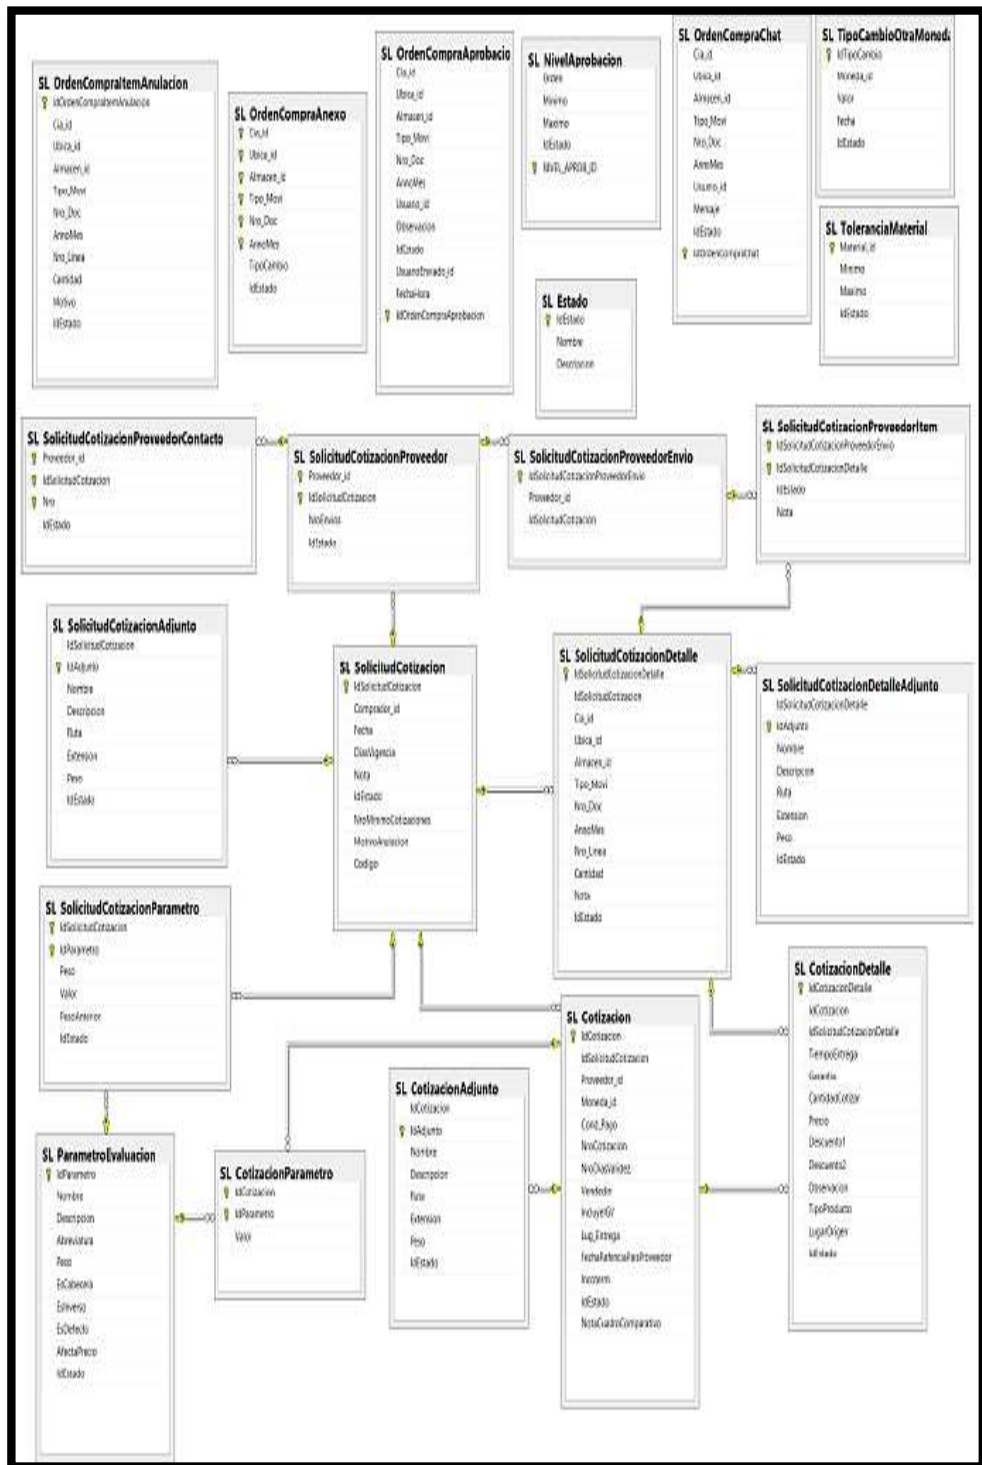 SL OrdenCompraItemAnulacion
IdOrdenCompraItemAnulacion
Cia_id
Ubica_id
Almacen_id
Tipo_Movi
Nro_Doc
AnnoMes
Nro_Linea
Cantidad
Motivo
IdEstado
SL OrdenCompraAnexo
Cia_id
Ubica_id
Almacen_id
Tipo_Movi
Nro_Doc
AnnoMes
TipoCambio
IdEstado
SL OrdenCompraAprobacio
Cia_id
Ubica_id
Almacen_id
Tipo_Movi
Nro_Doc
AnnoMes
Usuario_id
Observacion
IdEstado
UsuarioEnviado_id
FechaHora
IdOrdenCompraAprobacion
SL NivelAprobacion
Orden
Minimo
Maximo
IdEstado
NIVEL_APROB_ID
SL OrdenCompraChat
Cia_id
Ubica_id
Almacen_id
Tipo_Movi
Nro_Doc
AnnoMes
Usuario_id
Mensaje
IdEstado
IdOrdenCompraChat
SL TipoCambioOtraMoneda
IdTipoCambio
Moneda_id
Valor
Fecha
IdEstado
SL ToleranciaMaterial
Material_id
Minimo
Maximo
IdEstado
SL Estado
IdEstado
Nombre
Descripcion
SL SolicitudCotizacionProveedorContacto
Proveedor_id
IdSolicitudCotizacion
Nro
IdEstado
SL SolicitudCotizacionProveedor
Proveedor_id
IdSolicitudCotizacion
NroEnvios
IdEstado
SL SolicitudCotizacionProveedorEnvio
IdSolicitudCotizacionProveedorEnvio
Proveedor_id
IdSolicitudCotizacion
SL SolicitudCotizacionProveedorItem
IdSolicitudCotizacionProveedorEnvio
IdSolicitudCotizacionDetalle
IdEstado
Nota
SL SolicitudCotizacionAdjunto
IdSolicitudCotizacion
IdAdjunto
Nombre
Descripcion
Ruta
Extension
Peso
IdEstado
SL SolicitudCotizacion
IdSolicitudCotizacion
Comprador_id
Fecha
DiasVigencia
Nota
IdEstado
NroMinimoCotizaciones
MotivoAnulacion
Codigo
SL SolicitudCotizacionDetalle
IdSolicitudCotizacionDetalle
IdSolicitudCotizacion
Cia_id
Ubica_id
Almacen_id
Tipo_Movi
Nro_Doc
AnnoMes
Nro_Linea
Cantidad
Nota
IdEstado
SL SolicitudCotizacionDetalleAdjunto
IdSolicitudCotizacionDetalle
IdAdjunto
Nombre
Descripcion
Ruta
Extension
Peso
IdEstado
SL SolicitudCotizacionParametro
IdSolicitudCotizacion
IdParametro
Peso
Valor
PesoAnterior
IdEstado
SL ParametroEvaluacion
IdParametro
Nombre
Descripcion
Abreviatura
Peso
EsCabecera
EsInverso
EsDefecto
AfectaPrecio
IdEstado
SL CotizacionParametro
IdCotizacion
IdParametro
Valor
SL CotizacionAdjunto
IdCotizacion
IdAdjunto
Nombre
Descripcion
Ruta
Extension
Peso
IdEstado
SL Cotizacion
IdCotizacion
IdSolicitudCotizacion
Proveedor_id
Moneda_id
Cond_Pago
NroCotizacion
NroDiasValidez
Vendedor
IncluyeIGV
Lug_Entrega
FechaRefenciaParaProveedor
Incoterm
IdEstado
NotaCuadroComparativo
SL CotizacionDetalle
IdCotizacionDetalle
IdCotizacion
IdSolicitudCotizacionDetalle
TiempoEntrega
Garantia
CantidadCotizar
Precio
Descuento1
Descuento2
Observacion
TipoProducto
LugarOrigen
IdEstado